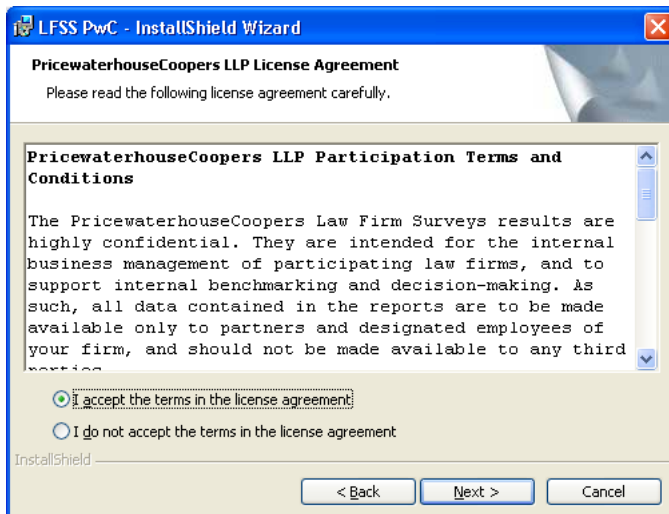 LFSS PwC - InstallShield Wizard
PricewaterhouseCoopers LLP License Agreement
Please read the following license agreement carefully.
PricewaterhouseCoopers LLP Participation Terms and
Conditions
The PricewaterhouseCoopers Law Firm Surveys results are
highly confidential. They are intended for the internal
business management of participating law firms, and to
support internal benchmarking and decision-making. As
such, all data contained in the reports are to be made
available only to partners and designated employees of
your firm, and should not be made available to any third
I accept the terms in the license agreement
I do not accept the terms in the license agreement
InstallShield
< Back
Next >
Cancel